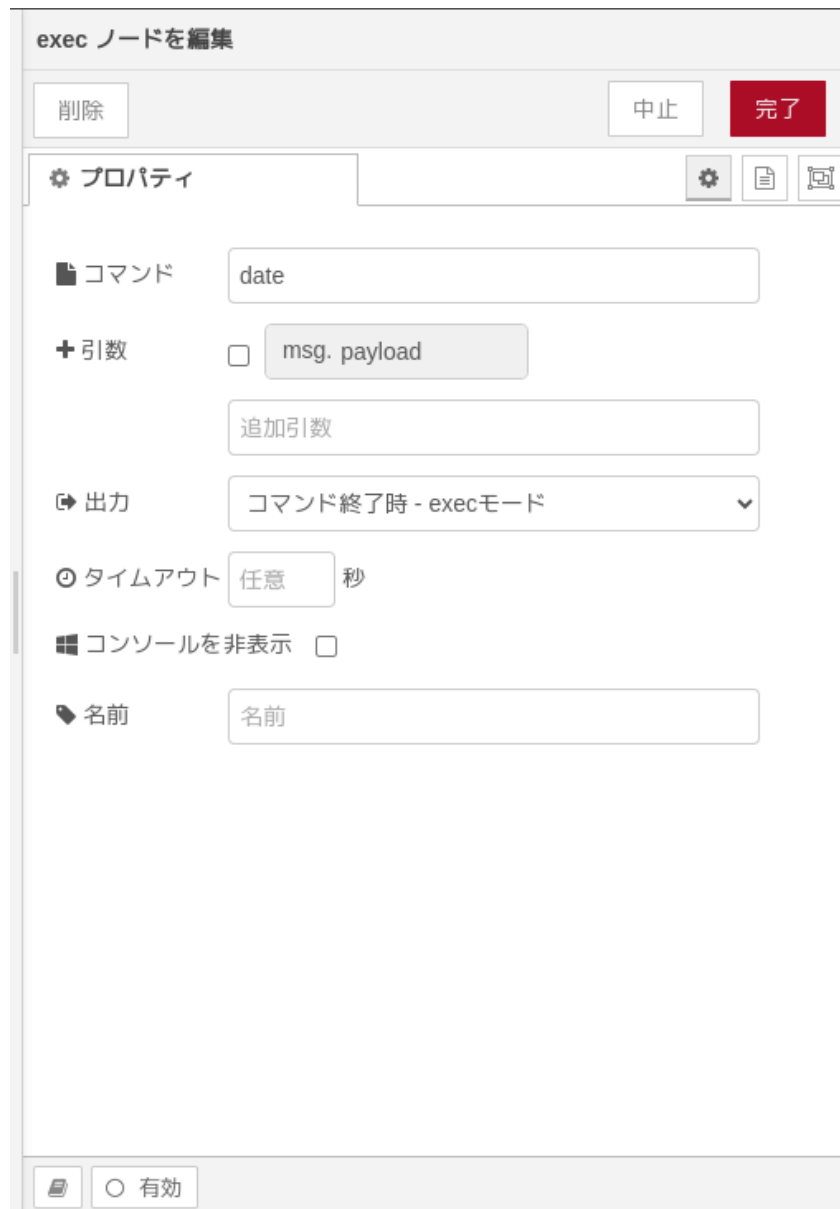 exec ノードを編集
削除 中止 完了
プロパティ
コマンド date
引数 msg. payload
追加引数
出力 コマンド終了時 - execモード
タイムアウト 任意 秒
コンソールを非表示
名前 名前
有効